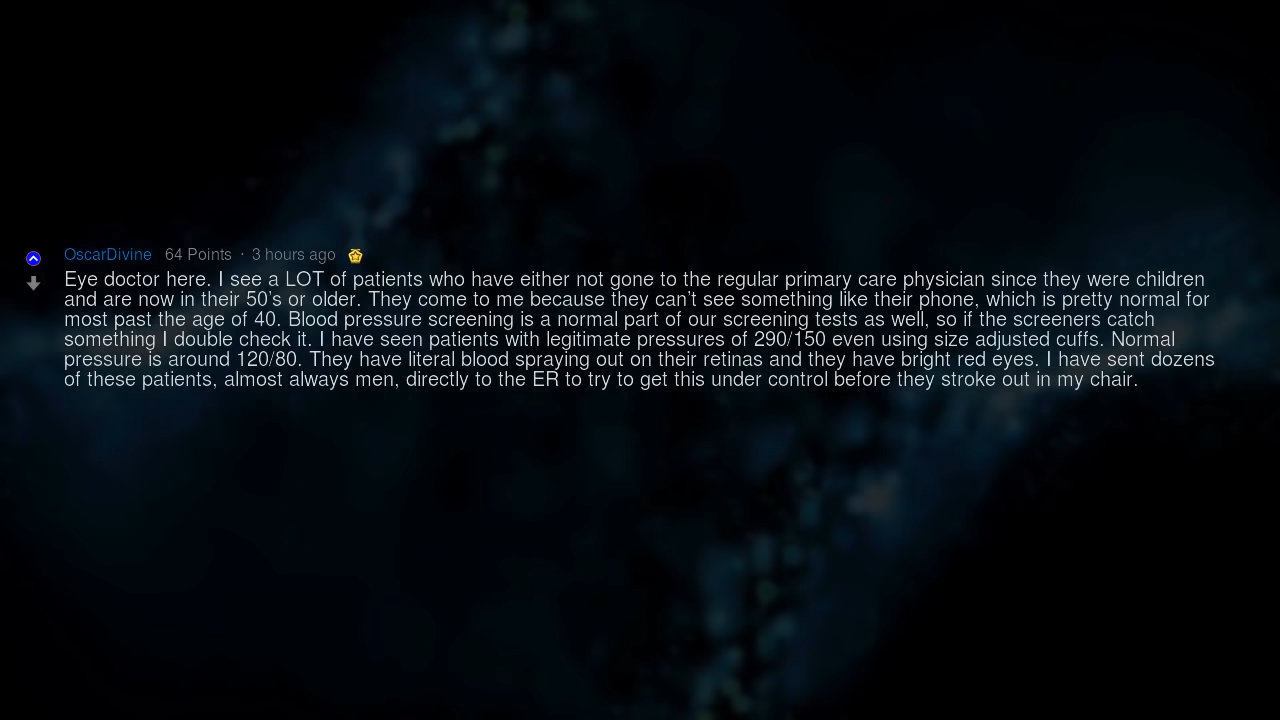 OscarDivine 64 Points · 3 hours ago
Eye doctor here. I see a LOT of patients who have either not gone to the regular primary care physician since they were children
and are now in their 50's or older. They come to me because they can't see something like their phone, which is pretty normal for
most past the age of 40. Blood pressure screening is a normal part of our screening tests as well, so if the screeners catch
something I double check it. I have seen patients with legitimate pressures of 290/150 even using size adjusted cuffs. Normal
pressure is around 120/80. They have literal blood spraying out on their retinas and they have bright red eyes. I have sent dozens
of these patients, almost always men, directly to the ER to try to get this under control before they stroke out in my chair.